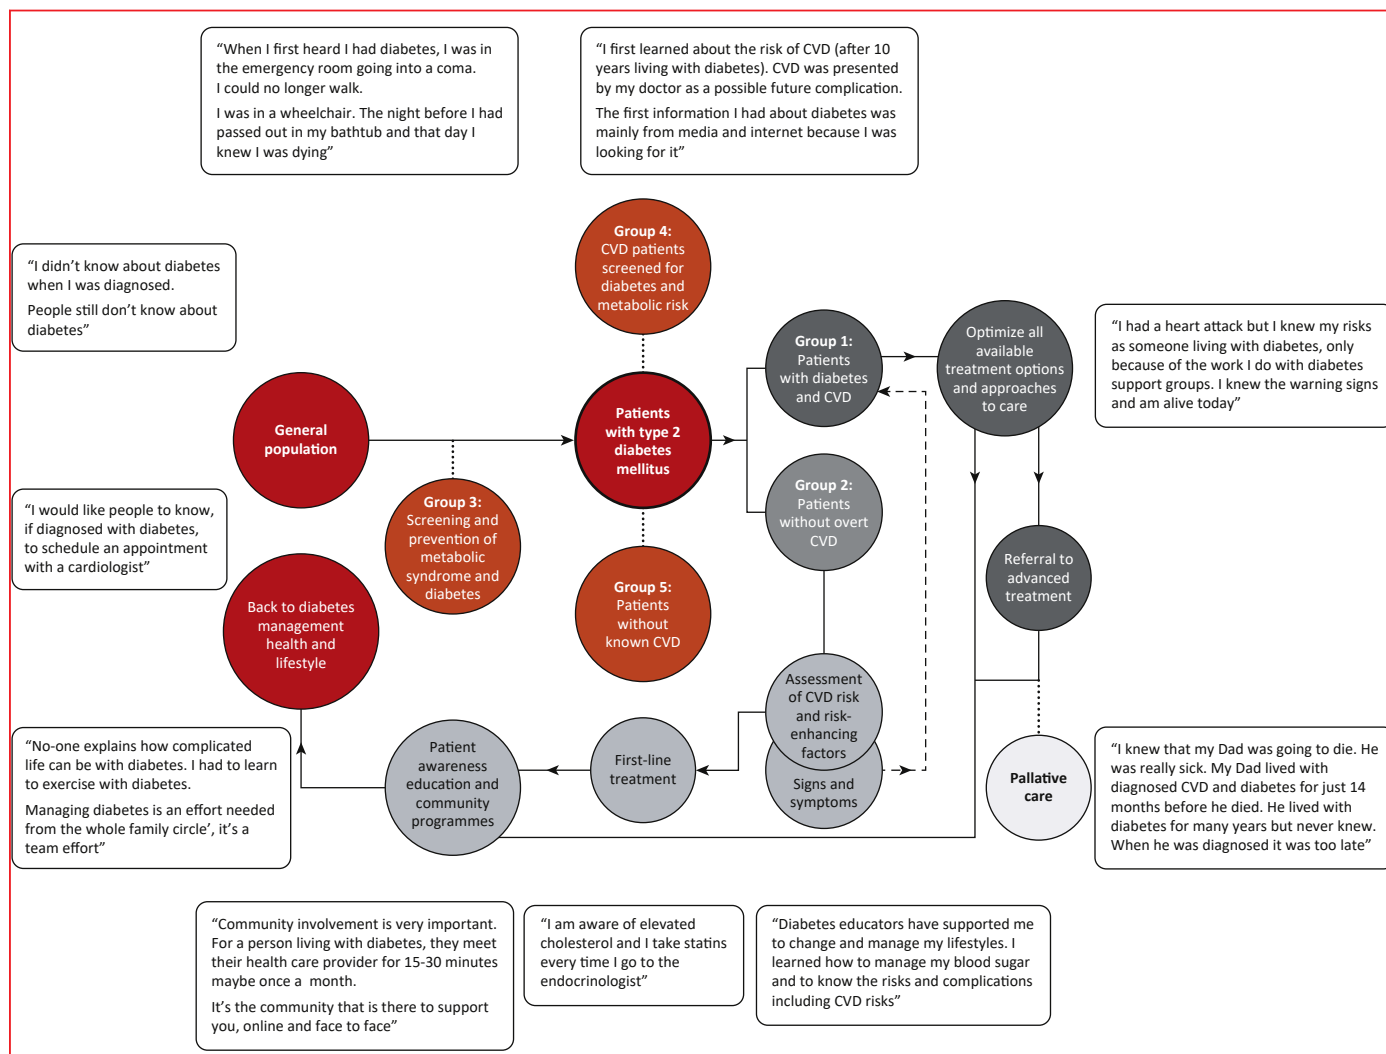 “When I first heard I had diabetes, I was in
the emergency room going into a coma.
I could no longer walk.
I was in a wheelchair. The night before I had
passed out in my bathtub and that day I
knew I was dying”
“I first learned about the risk of CVD (after 10
years living with diabetes). CVD was presented
by my doctor as a possible future complication.
The first information I had about diabetes was
mainly from media and internet because I was
looking for it”
“I didn’t know about diabetes
when I was diagnosed.
People still don’t know about
diabetes”
Group 4:
CVD patients
screened for
diabetes and
metabolic risk
Group 1:
Patients
with diabetes
and CVD
Optimize all
available
treatment options
and approaches
to care
“I had a heart attack but I knew my risks
as someone living with diabetes, only
because of the work I do with diabetes
support groups. I knew the warning signs
and am alive today”
General
population
Patients
with type 2
diabetes
mellitus
Group 2:
Patients
without overt
CVD
“I would like people to know,
if diagnosed with diabetes,
to schedule an appointment
with a cardiologist”
Group 3:
Screening and
prevention of
metabolic
syndrome and
diabetes
Referral to
advanced
treatment
Back to diabetes
management
health and
lifestyle
Group 5:
Patients
without
known CVD
Assessment
of CVD risk
and risk-
enhancing
factors
Signs and
symptoms
First-line
treatment
Patient
awareness
education and
community
programmes
Pallative
care
“No-one explains how complicated
life can be with diabetes. I had to learn
to exercise with diabetes.
Managing diabetes is an effort needed
from the whole family circle’, it’s a
team effort”
“I knew that my Dad was going to die. He
was really sick. My Dad lived with
diagnosed CVD and diabetes for just 14
months before he died. He lived with
diabetes for many years but never knew.
When he was diagnosed it was too late”
“Community involvement is very important.
For a person living with diabetes, they meet
their health care provider for 15-30 minutes
maybe once a month.
It’s the community that is there to support
you, online and face to face”
“I am aware of elevated
cholesterol and I take statins
every time I go to the
endocrinologist”
“Diabetes educators have supported me
to change and manage my lifestyles. I
learned how to manage my blood sugar
and to know the risks and complications
including CVD risks”